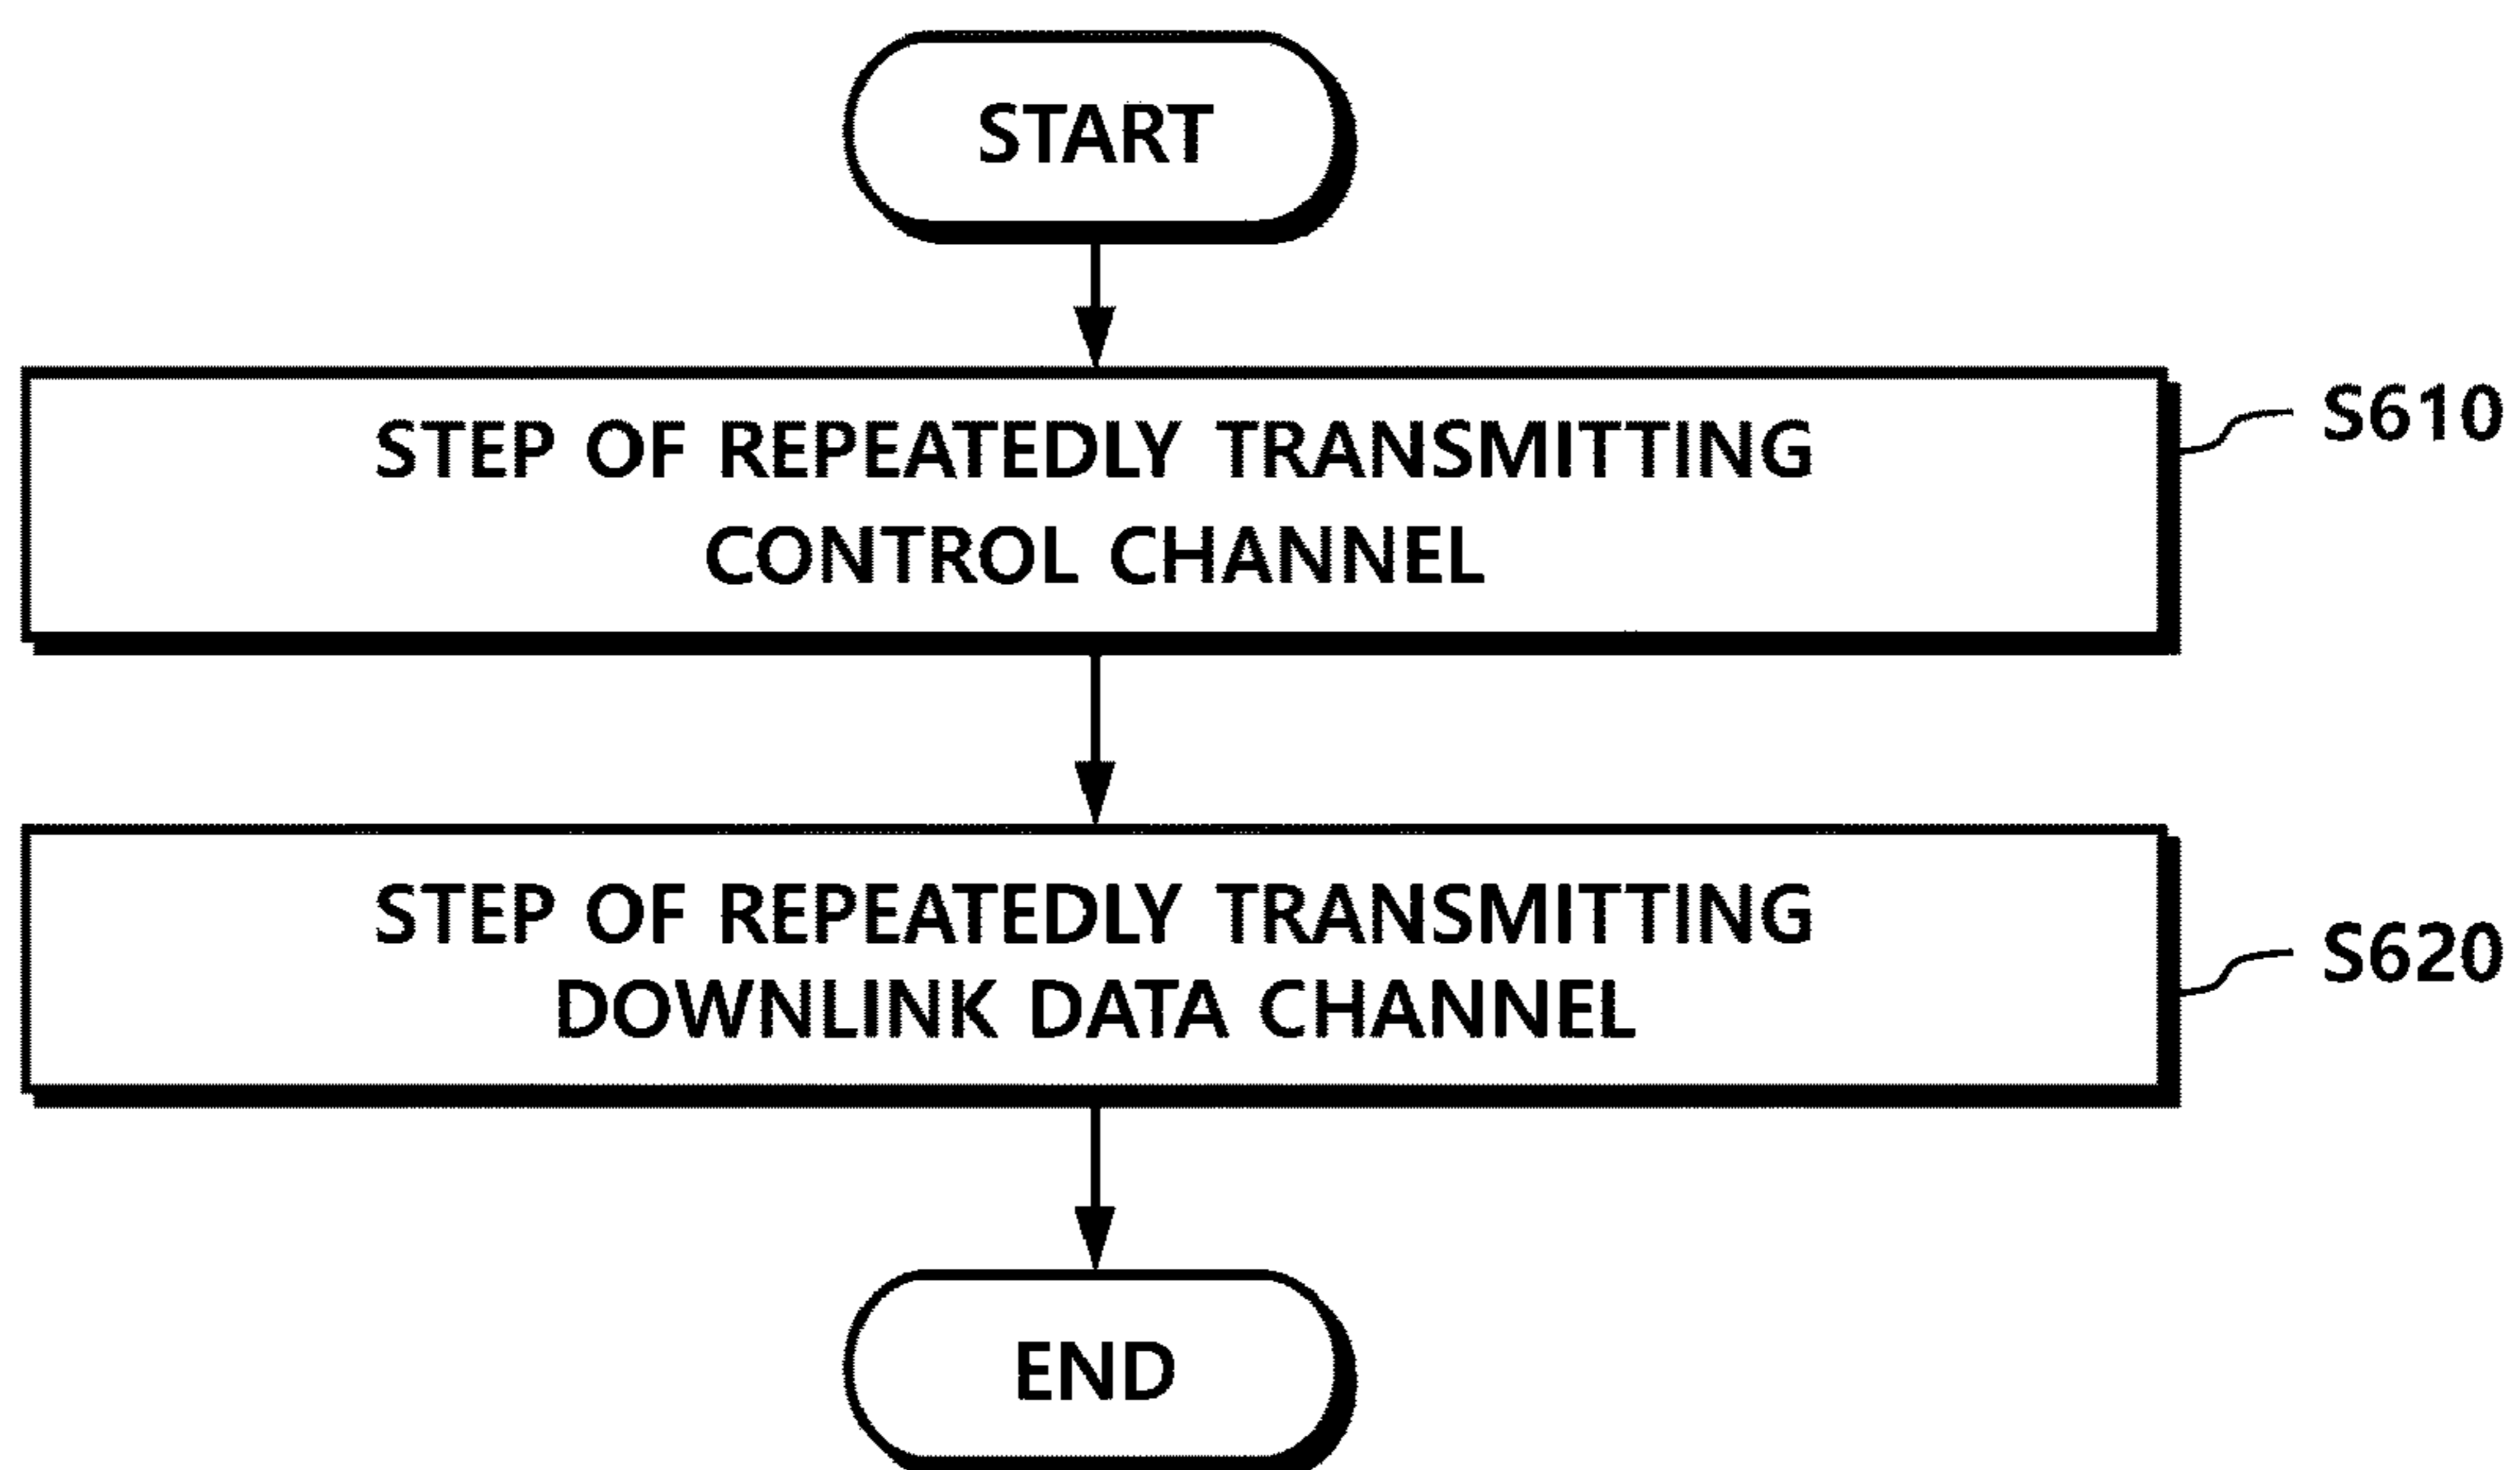 START
STEP OF REPEATEDLY TRANSMITTING
CONTROL CHANNEL
S610
STEP OF REPEATEDLY TRANSMITTING
DOWNLINK DATA CHANNEL
S620
END